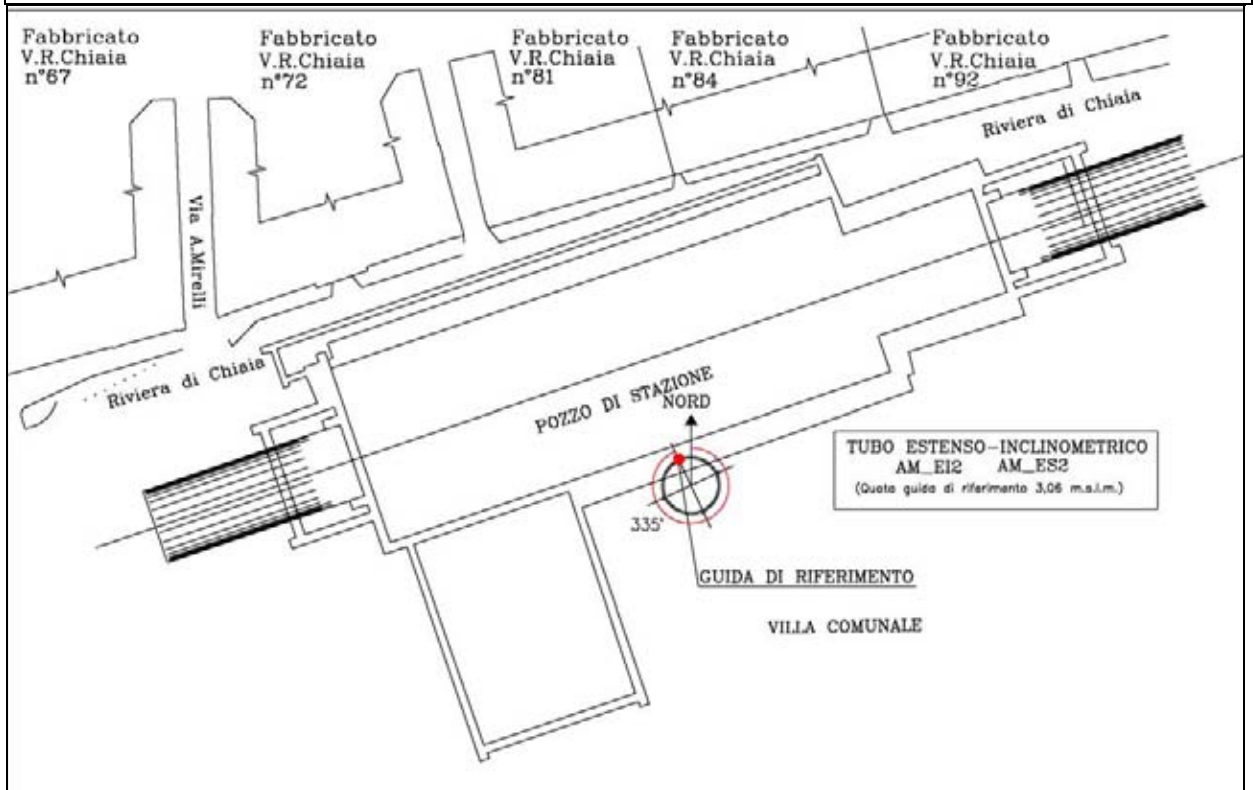 Fabbricato
V.R.Chiaia
n°67
Fabbricato
V.R.Chiaia
n°72
Fabbricato
V.R.Chiaia
n°81
Fabbricato
V.R.Chiaia
n°84
Fabbricato
V.R.Chiaia
n°92
Riviera di Chiaia
Via A.Mirelli
Riviera di Chiaia
POZZO DI STAZIONE
NORD
TUBO ESTENSO-INCLINOMETRICO
AM_EI2 AM_ES2
(Quota guida di riferimento 3,06 m.s.l.m.)
335°
GUIDA DI RIFERIMENTO
VILLA COMUNALE